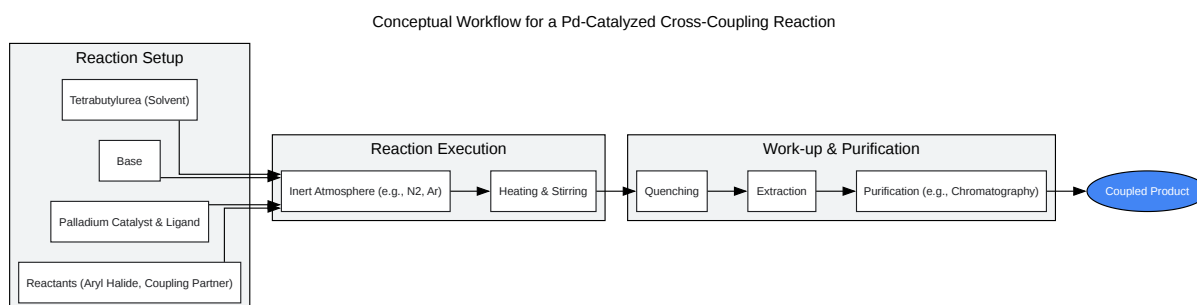 Conceptual Workflow for a Pd-Catalyzed Cross-Coupling Reaction
Reaction Setup
Tetrabutylurea (Solvent)
Base
Palladium Catalyst & Ligand
Reactants (Aryl Halide, Coupling Partner)
Reaction Execution
Inert Atmosphere (e.g., N2, Ar)
Heating & Stirring
Work-up & Purification
Quenching
Extraction
Purification (e.g., Chromatography)
Coupled Product